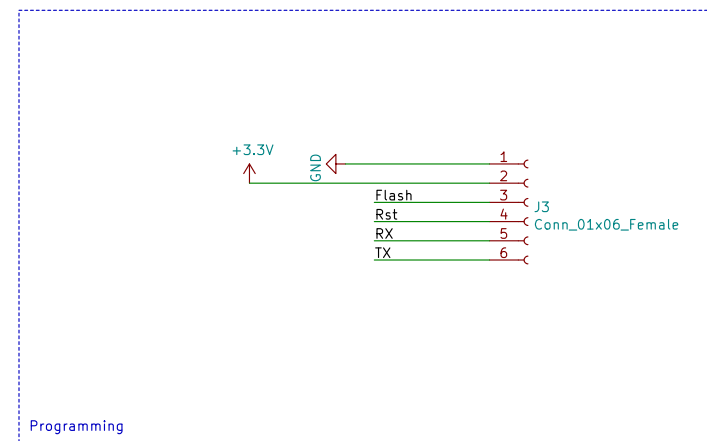 +3.3V
GND
1
2
Flash 3
Rst 4
RX 5
TX 6
J3
Conn_01x06_Female
Programming